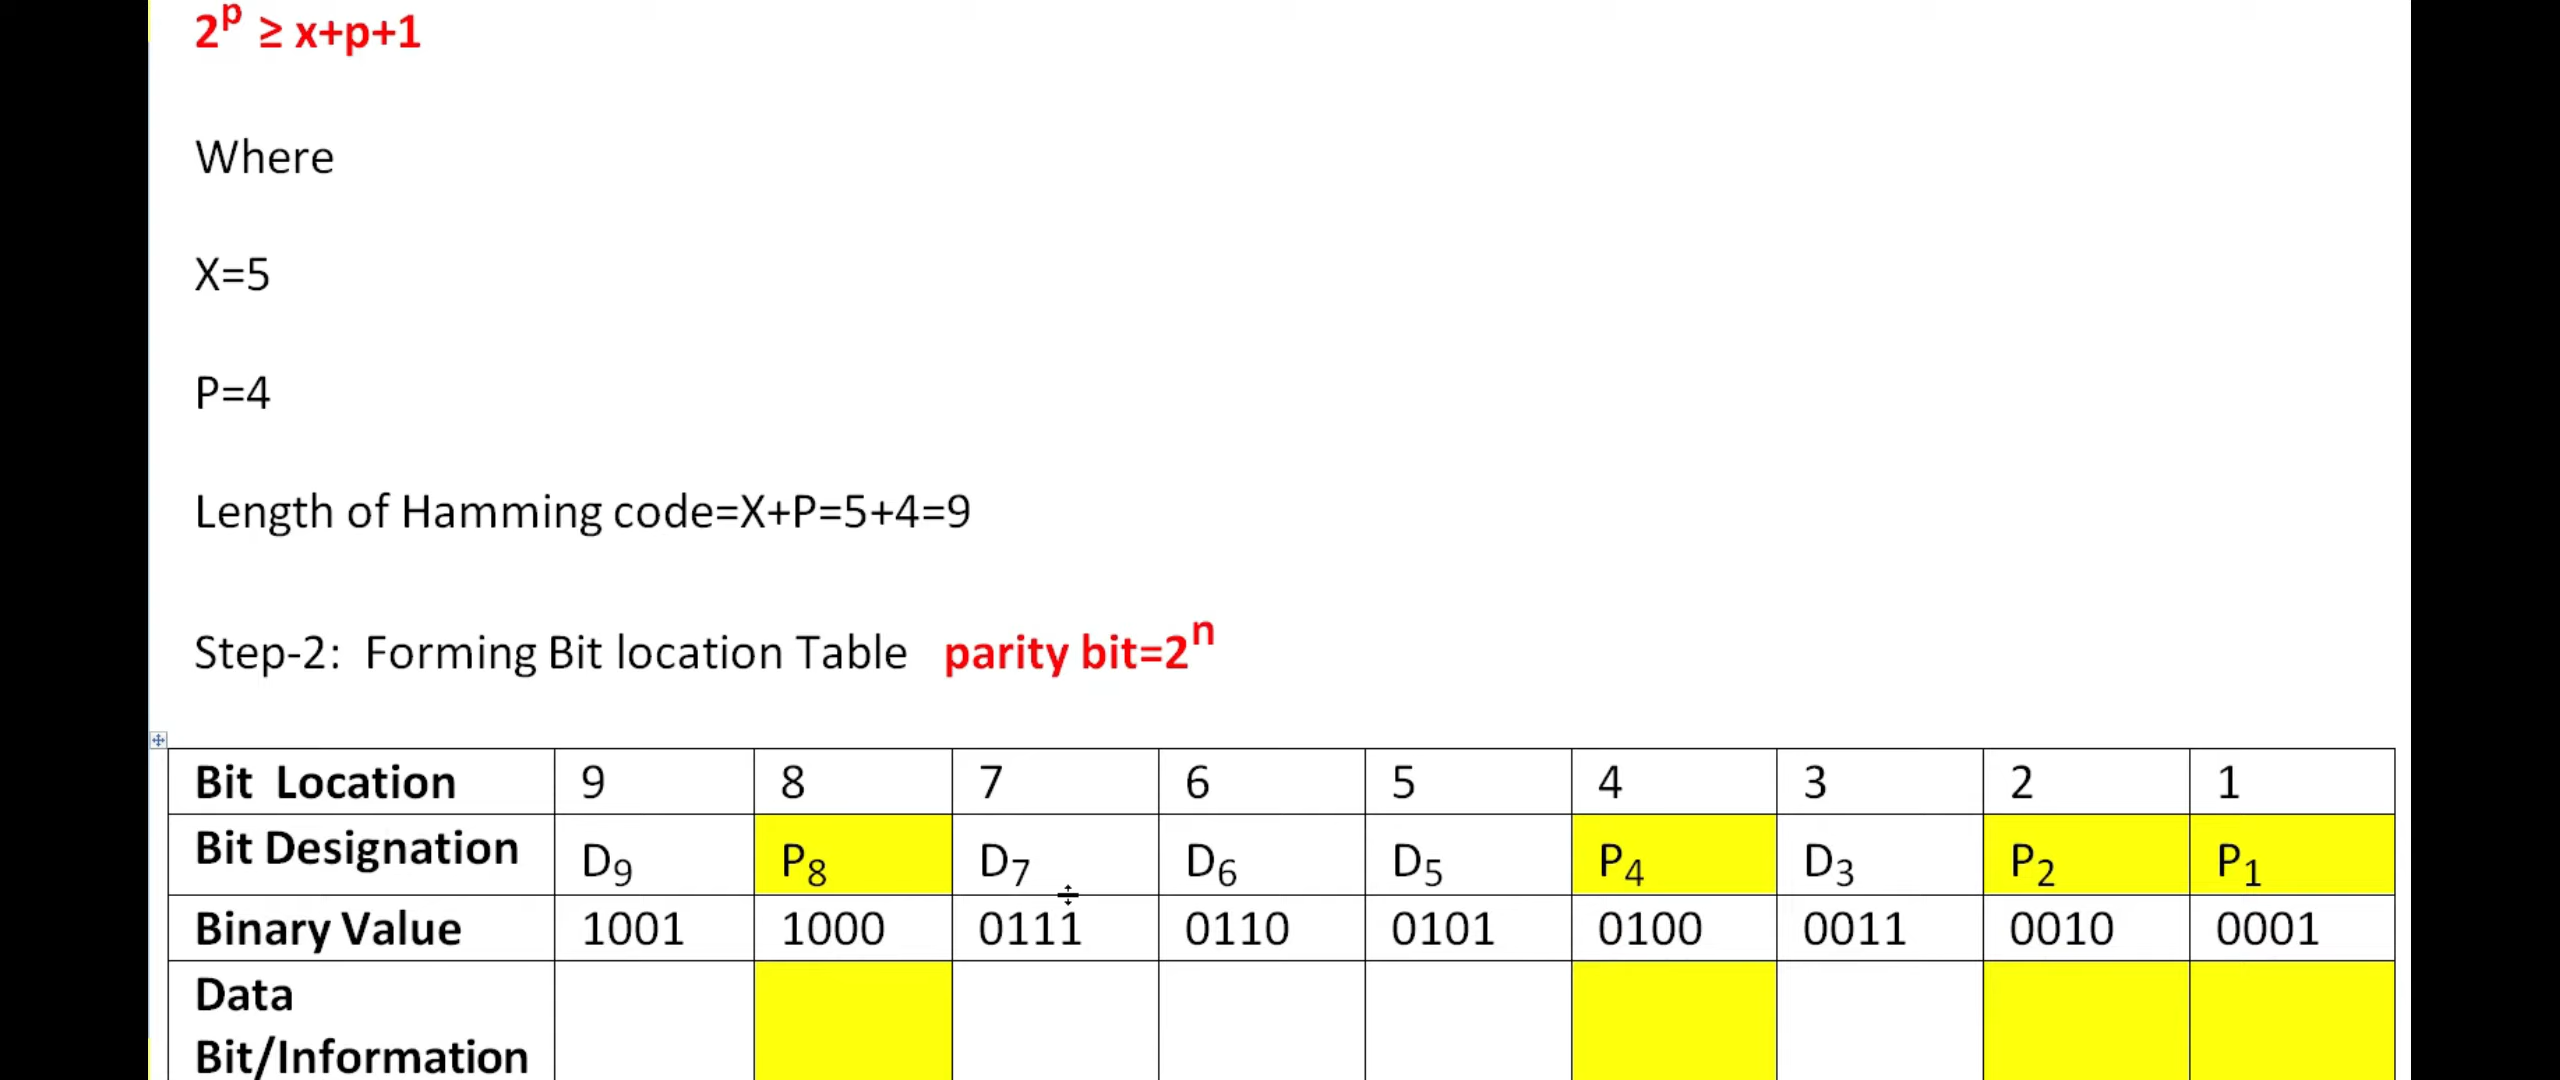 2ᵖ ≥ x+p+1
Where
X=5
P=4
Length of Hamming code=X+P=5+4=9
Step-2: Forming Bit location Table parity bit=2ⁿ
Bit Location 9 8 7 6 5 4 3 2 1
Bit Designation D₉ P₈ D₇ D₆ D₅ P₄ D₃ P₂ P₁
Binary Value 1001 1000 0111 0110 0101 0100 0011 0010 0001
Data
Bit/Information